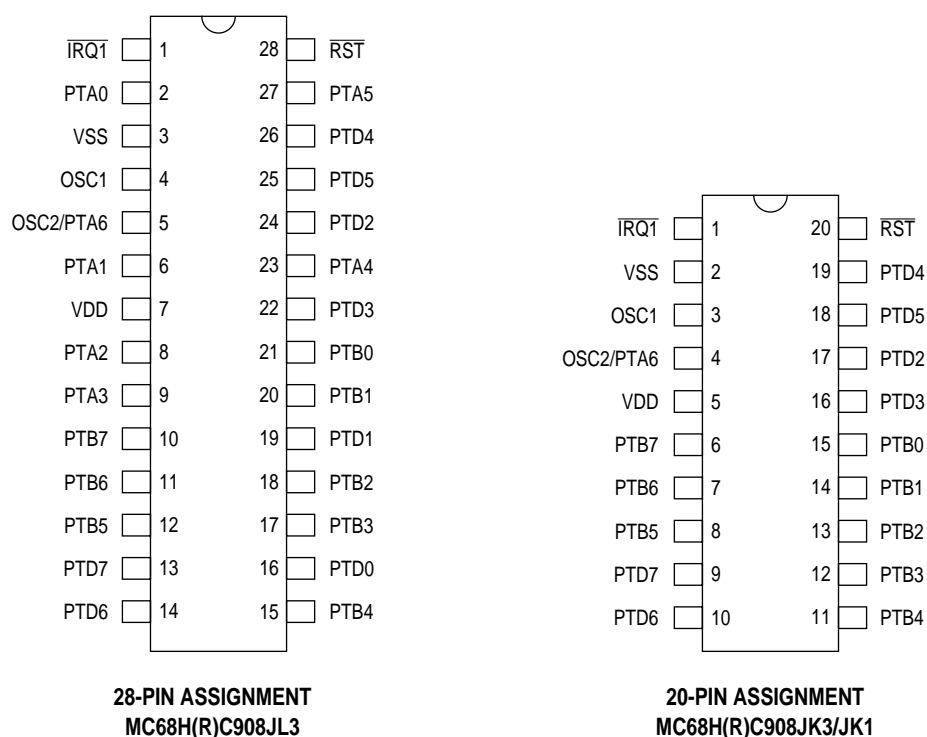 IRQ1 1 28 RST
PTA0 2 27 PTA5
VSS 3 26 PTD4
OSC1 4 25 PTD5
OSC2/PTA6 5 24 PTD2
PTA1 6 23 PTA4
VDD 7 22 PTD3
PTA2 8 21 PTB0
PTA3 9 20 PTB1
PTB7 10 19 PTD1
PTB6 11 18 PTB2
PTB5 12 17 PTB3
PTD7 13 16 PTD0
PTD6 14 15 PTB4
28-PIN ASSIGNMENT
MC68H(R)C908JL3
IRQ1 1 20 RST
VSS 2 19 PTD4
OSC1 3 18 PTD5
OSC2/PTA6 4 17 PTD2
VDD 5 16 PTD3
PTB7 6 15 PTB0
PTB6 7 14 PTB1
PTB5 8 13 PTB2
PTD7 9 12 PTB3
PTD6 10 11 PTB4
20-PIN ASSIGNMENT
MC68H(R)C908JK3/JK1